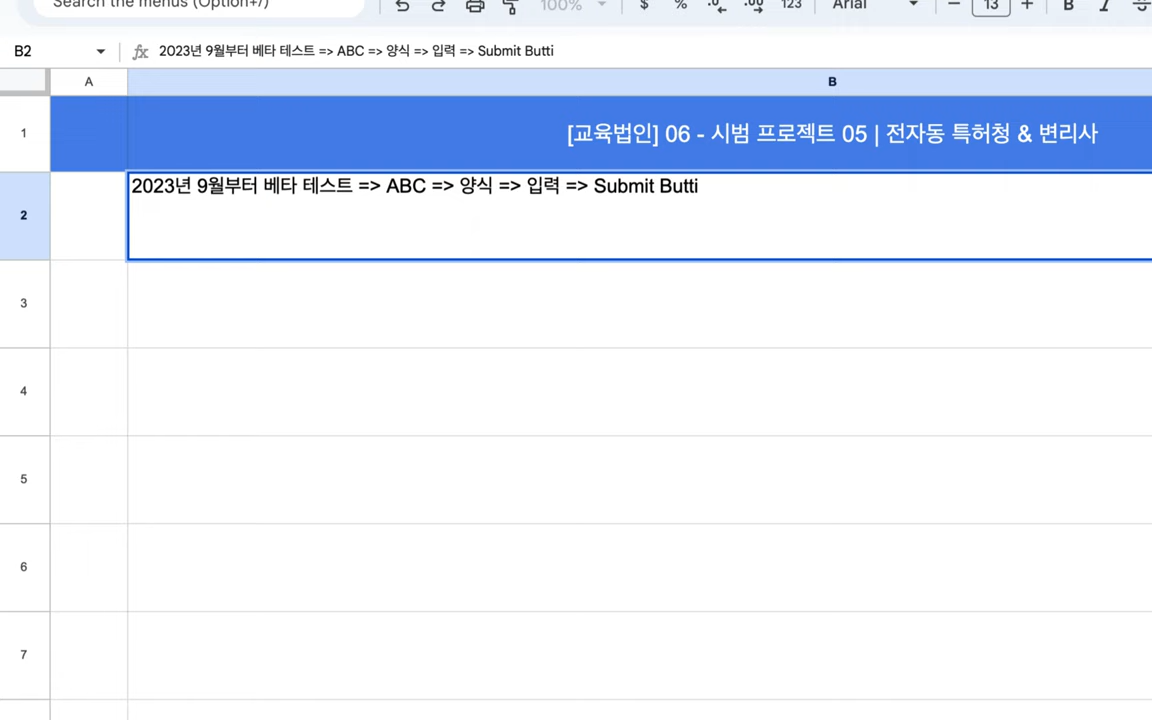 Search the menus (Option+/)
100%
$ % .0 .00 123
Arial
13
B I S
B2
fx 2023년 9월부터 베타 테스트 => ABC => 양식 => 입력 => Submit Butti
A B
1 [교육법인] 06 - 시범 프로젝트 05 | 전자동 특허청 & 변리사
2 2023년 9월부터 베타 테스트 => ABC => 양식 => 입력 => Submit Butti
3
4
5
6
7